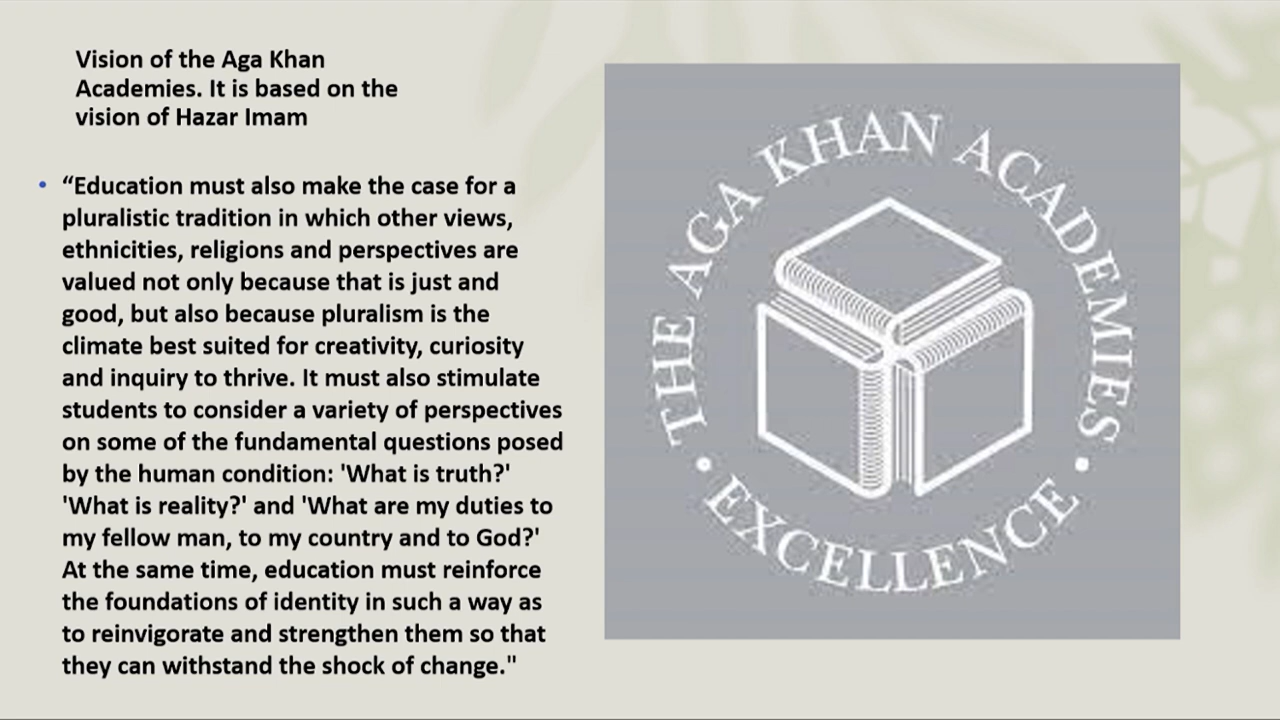 Vision of the Aga Khan
Academies. It is based on the
vision of Hazar Imam
• “Education must also make the case for a
pluralistic tradition in which other views,
ethnicities, religions and perspectives are
valued not only because that is just and
good, but also because pluralism is the
climate best suited for creativity, curiosity
and inquiry to thrive. It must also stimulate
students to consider a variety of perspectives
on some of the fundamental questions posed
by the human condition: 'What is truth?'
'What is reality?' and 'What are my duties to
my fellow man, to my country and to God?'
At the same time, education must reinforce
the foundations of identity in such a way as
to reinvigorate and strengthen them so that
they can withstand the shock of change."
THE AGA KHAN ACADEMIES
• EXCELLENCE •